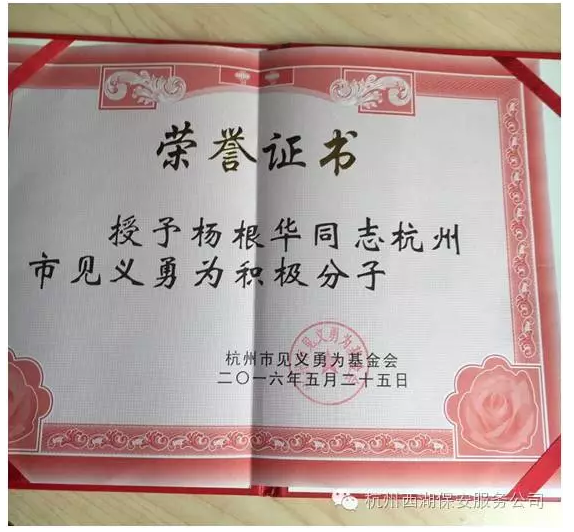 荣誉证书
授予杨根华同志杭州
市见义勇为积极分子
杭州市见义勇为基金会
二〇一六年五月二十五日
杭州西湖保安服务公司